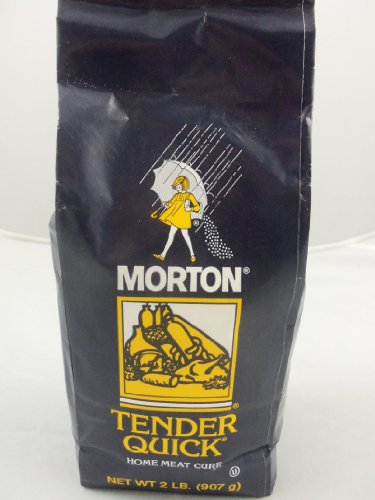 MORTON®
®
TENDER
QUICK®
HOME MEAT CURE Ⓤ
NET WT 2 LB. (907 g)